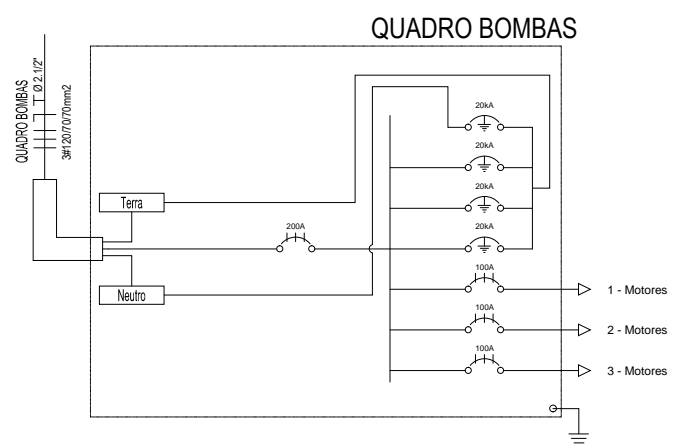 QUADRO BOMBAS
QUADRO BOMBAS
Ø 2.1/2"
3#120/70/70mm2
20kA
20kA
Terra
20kA
200A
20kA
Neutro
100A
1 - Motores
100A
2 - Motores
100A
3 - Motores